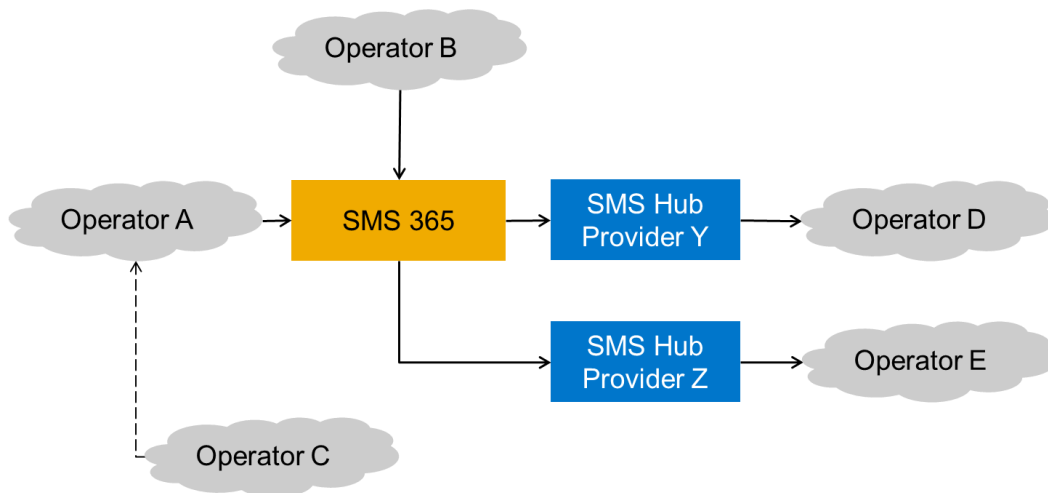 Operator B
Operator A
SMS 365
SMS Hub
Provider Y
Operator D
SMS Hub
Provider Z
Operator E
Operator C